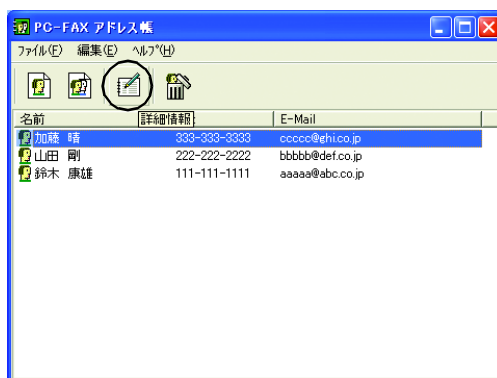 PC-FAX アドレス帳
ファイル(F) 編集(E) ヘルプ(H)
名前 詳細情報 E-Mail
加藤 晴 333-333-3333 ccccc@ghi.co.jp
山田 剛 222-222-2222 bbbbb@def.co.jp
鈴木 康雄 111-111-1111 aaaaa@abc.co.jp